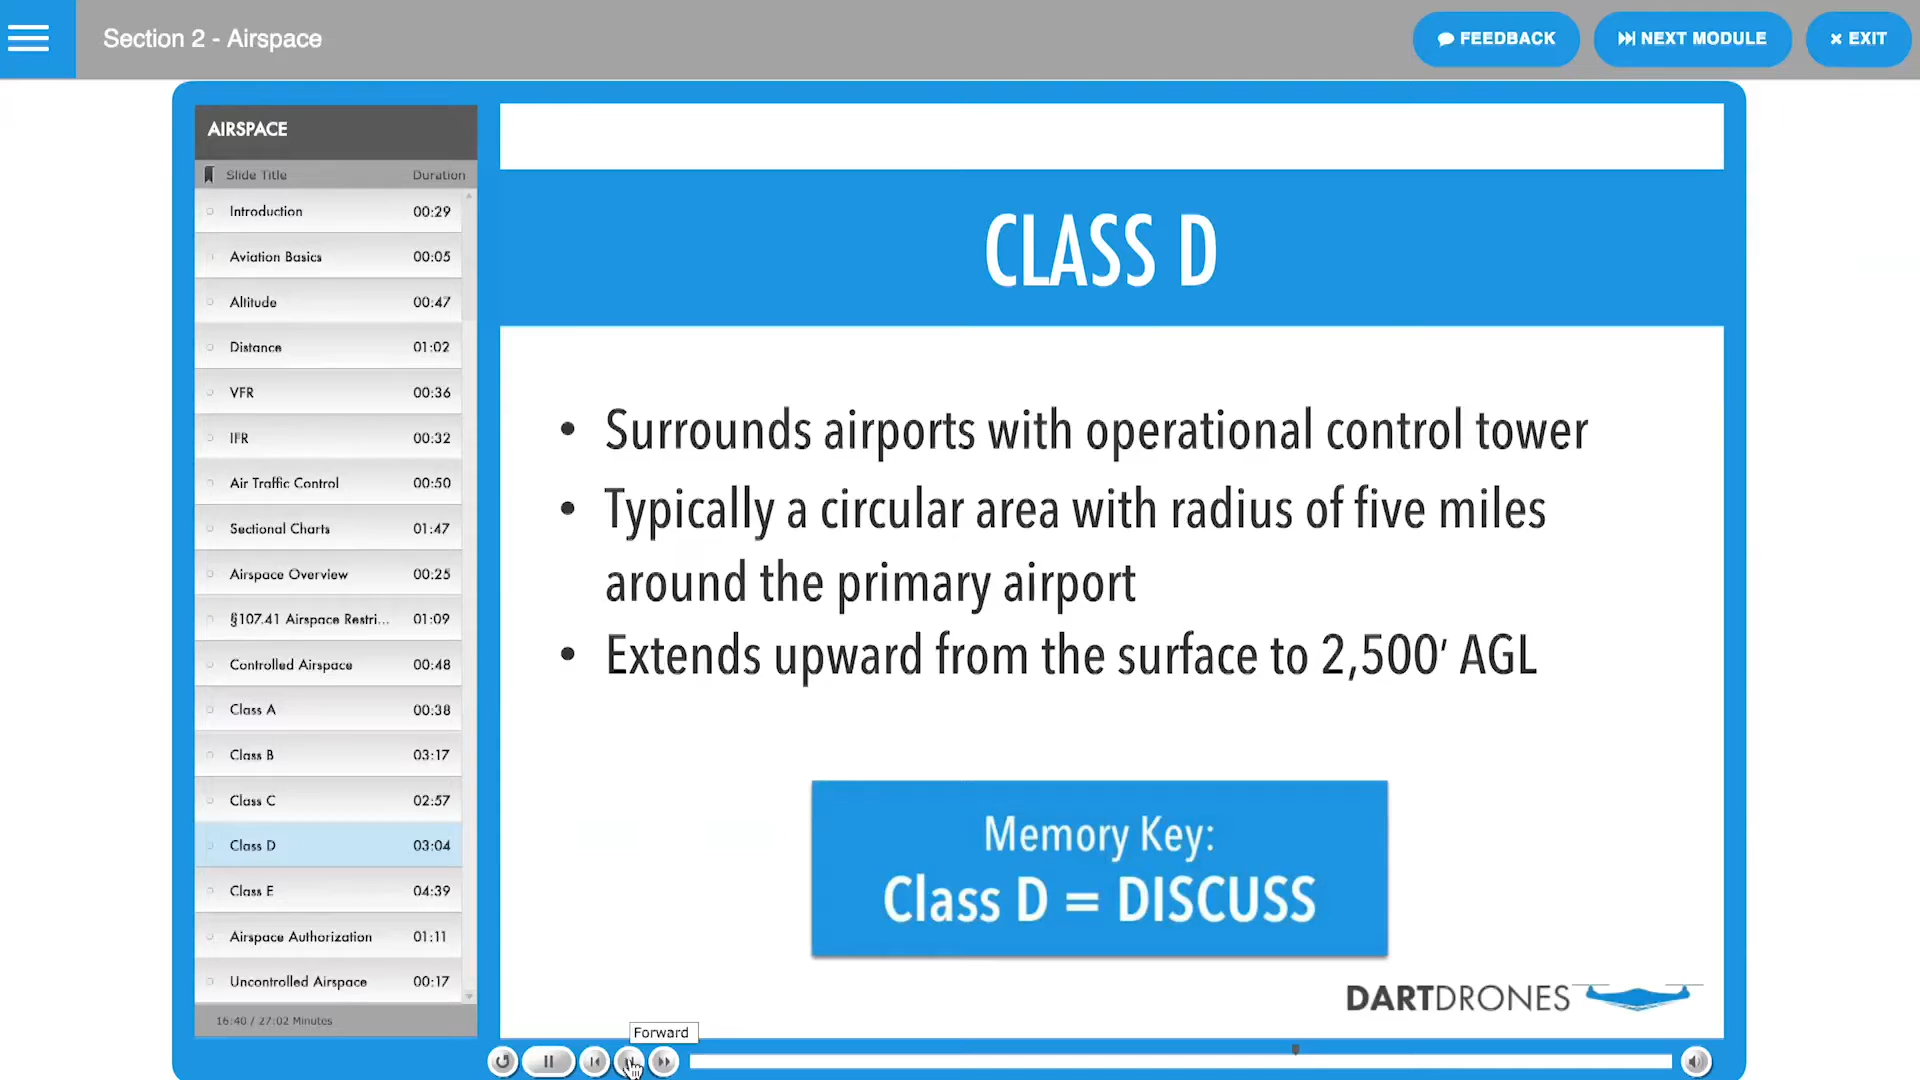 Section 2 - Airspace
FEEDBACK
NEXT MODULE
× EXIT
AIRSPACE
Slide Title Duration
Introduction 00:29
Aviation Basics 00:05
Altitude 00:47
Distance 01:02
VFR 00:36
IFR 00:32
Air Traffic Control 00:50
Sectional Charts 01:47
Airspace Overview 00:25
§107.41 Airspace Restri... 01:09
Controlled Airspace 00:48
Class A 00:38
Class B 03:17
Class C 02:57
Class D 03:04
Class E 04:39
Airspace Authorization 01:11
Uncontrolled Airspace 00:17
16:40 / 27:02 Minutes
CLASS D
• Surrounds airports with operational control tower
• Typically a circular area with radius of five miles
around the primary airport
• Extends upward from the surface to 2,500′ AGL
Memory Key:
Class D = DISCUSS
DARTDRONES
Forward